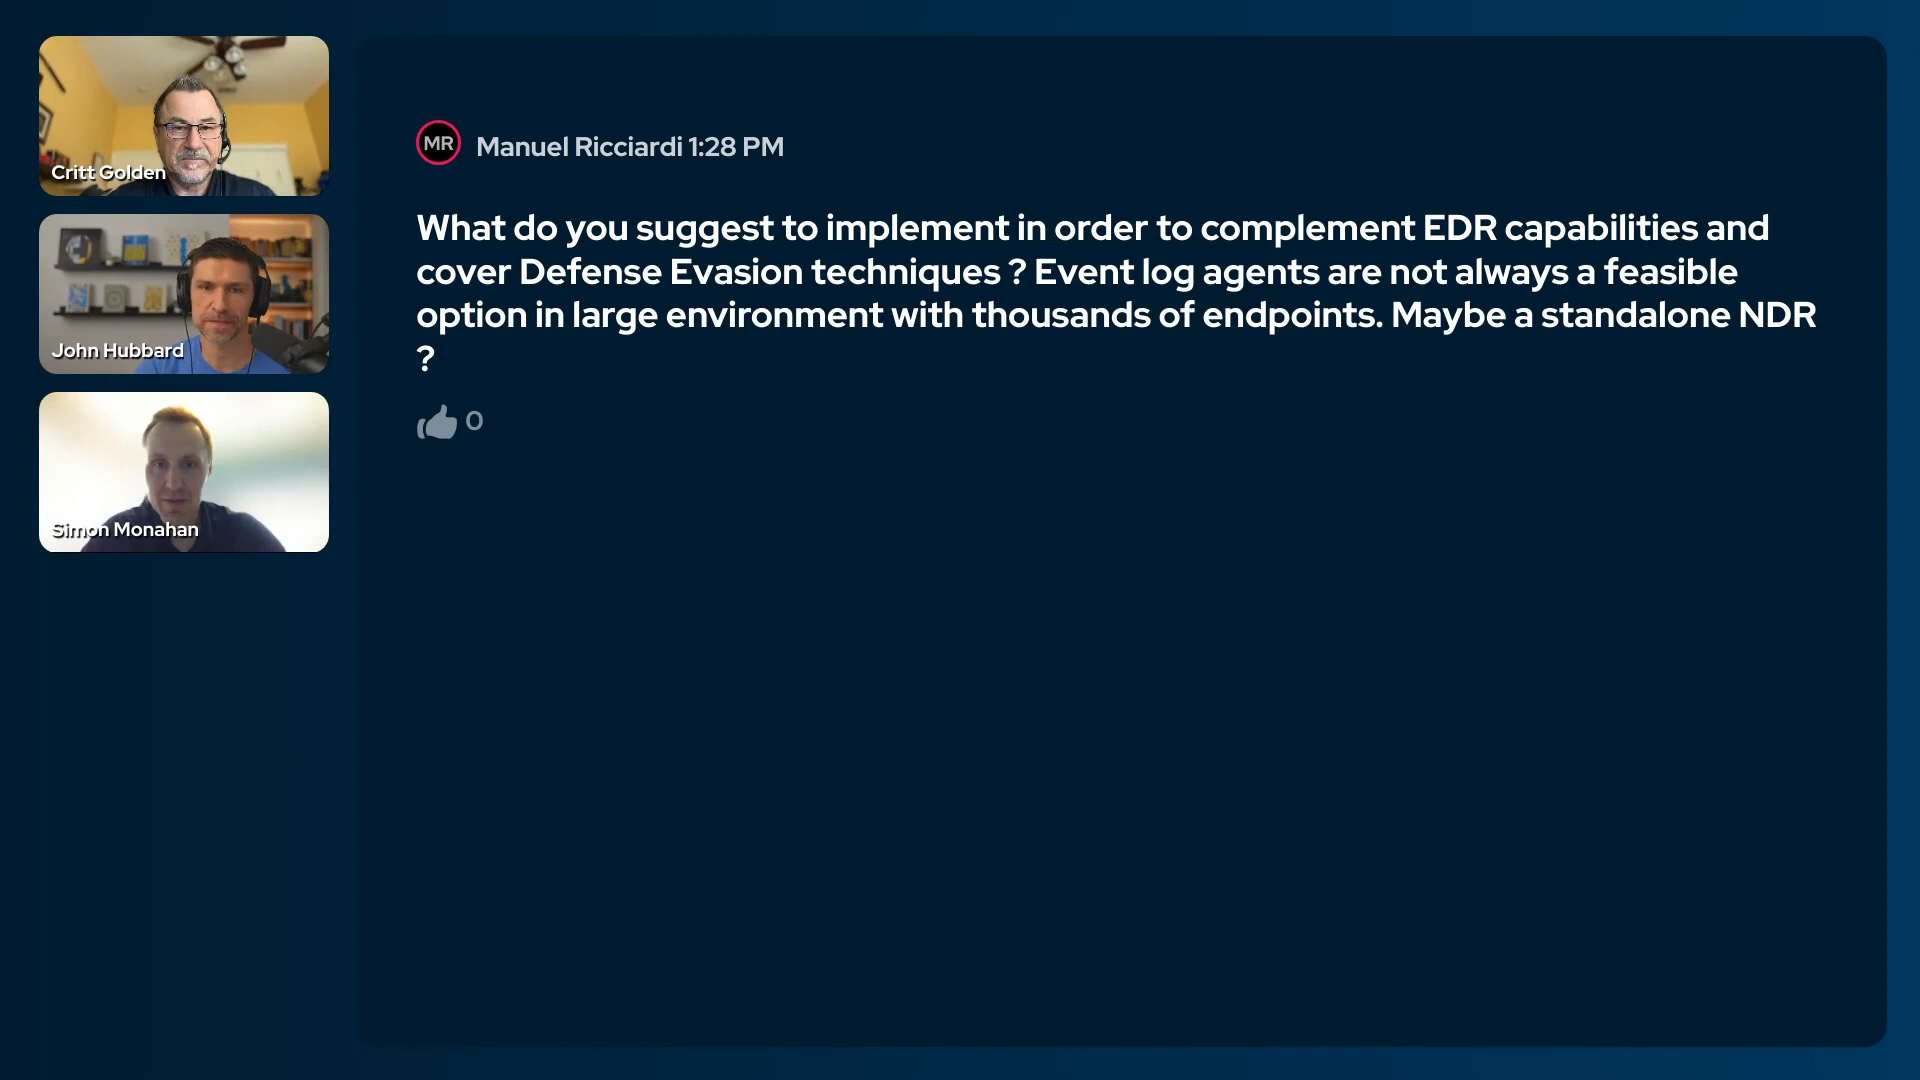 Critt Golden
John Hubbard
Simon Monahan
MR
Manuel Ricciardi 1:28 PM
What do you suggest to implement in order to complement EDR capabilities and
cover Defense Evasion techniques ? Event log agents are not always a feasible
option in large environment with thousands of endpoints. Maybe a standalone NDR
?
0